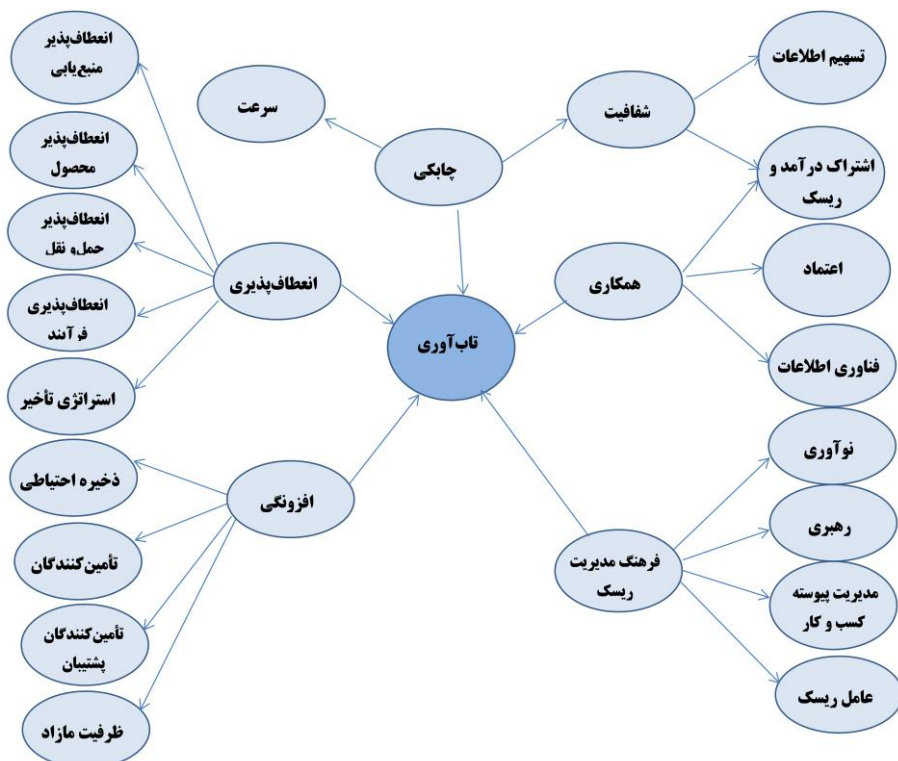 تسهیم اطلاعات
شفافیت
اشتراک درآمد و
ریسک
چابکی
سرعت
همکاری
اعتماد
فناوری اطلاعات
تاب‌آوری
انعطاف‌پذیری
انعطاف‌پذیر
منبع‌یابی
انعطاف‌پذیر
محصول
انعطاف‌پذیر
حمل‌و نقل
انعطاف‌پذیری
فرآیند
استراتژی تأخیر
افزونگی
ذخیره احتیاطی
تأمین‌کنندگان
تأمین‌کنندگان
پشتیبان
ظرفیت مازاد
فرهنگ مدیریت
ریسک
نوآوری
رهبری
مدیریت پیوسته
کسب و کار
عامل ریسک